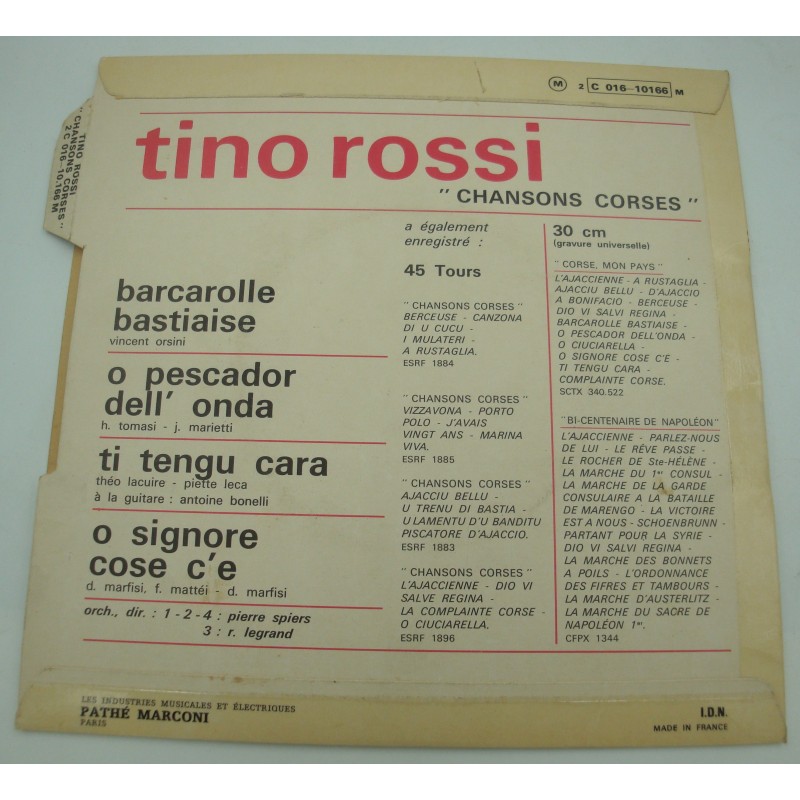 Ⓜ 2 C 016-10166 M
TINO ROSSI
"CHANSONS CORSES"
2 C 016-10.166 M
tino rossi
" CHANSONS CORSES "
barcarolle
bastiaise
vincent orsini
o pescador
dell' onda
h. tomasi - j. marietti
ti tengu cara
théo lacuire - piette leca
à la guitare : antoine bonelli
o signore
cose c'e
d. marfisi, f. mattéi - d. marfisi
orch., dir. : 1 - 2 - 4 : pierre spiers
3 : r. legrand
a également
enregistré :
45 Tours
" CHANSONS CORSES "
BERCEUSE - CANZONA
DI U CUCU -
I MULATERI -
A RUSTAGLIA.
ESRF 1884
" CHANSONS CORSES "
VIZZAVONA - PORTO
POLO - J'AVAIS
VINGT ANS - MARINA
VIVA.
ESRF 1885
" CHANSONS CORSES "
AJACCIU BELLU -
U TRENU DI BASTIA -
U LAMENTU D'U BANDITU
PISCATORE D'AJACCIO.
ESRF 1883
" CHANSONS CORSES "
L'AJACCIENNE - DIO VI
SALVE REGINA -
LA COMPLAINTE CORSE -
O CIUCIARELLA.
ESRF 1896
30 cm
(gravure universelle)
" CORSE, MON PAYS "
L'AJACCIENNE - A RUSTAGLIA -
AJACCIU BELLU - D'AJACCIO
A BONIFACIO - BERCEUSE -
DIO VI SALVI REGINA -
BARCAROLLE BASTIAISE -
O PESCADOR DELL'ONDA -
O CIUCIARELLA -
O SIGNORE COSE C'É -
TI TENGU CARA -
COMPLAINTE CORSE.
SCTX 340.522
"BI-CENTENAIRE DE NAPOLÉON"
L'AJACCIENNE - PARLEZ-NOUS
DE LUI - LE RÊVE PASSE -
LE ROCHER DE Ste-HÉLÈNE -
LA MARCHE DU 1er CONSUL -
LA MARCHE DE LA GARDE
CONSULAIRE A LA BATAILLE
DE MARENGO - LA VICTOIRE
EST A NOUS - SCHOENBRUNN -
PARTANT POUR LA SYRIE -
DIO VI SALVI REGINA -
LA MARCHE DES BONNETS
A POILS - L'ORDONNANCE
DES FIFRES ET TAMBOURS -
LA MARCHE D'AUSTERLITZ -
LA MARCHE DU SACRE DE
NAPOLÉON 1er.
CFPX 1344
LES INDUSTRIES MUSICALES ET ÉLECTRIQUES
PATHÉ MARCONI
PARIS
I.D.N.
MADE IN FRANCE